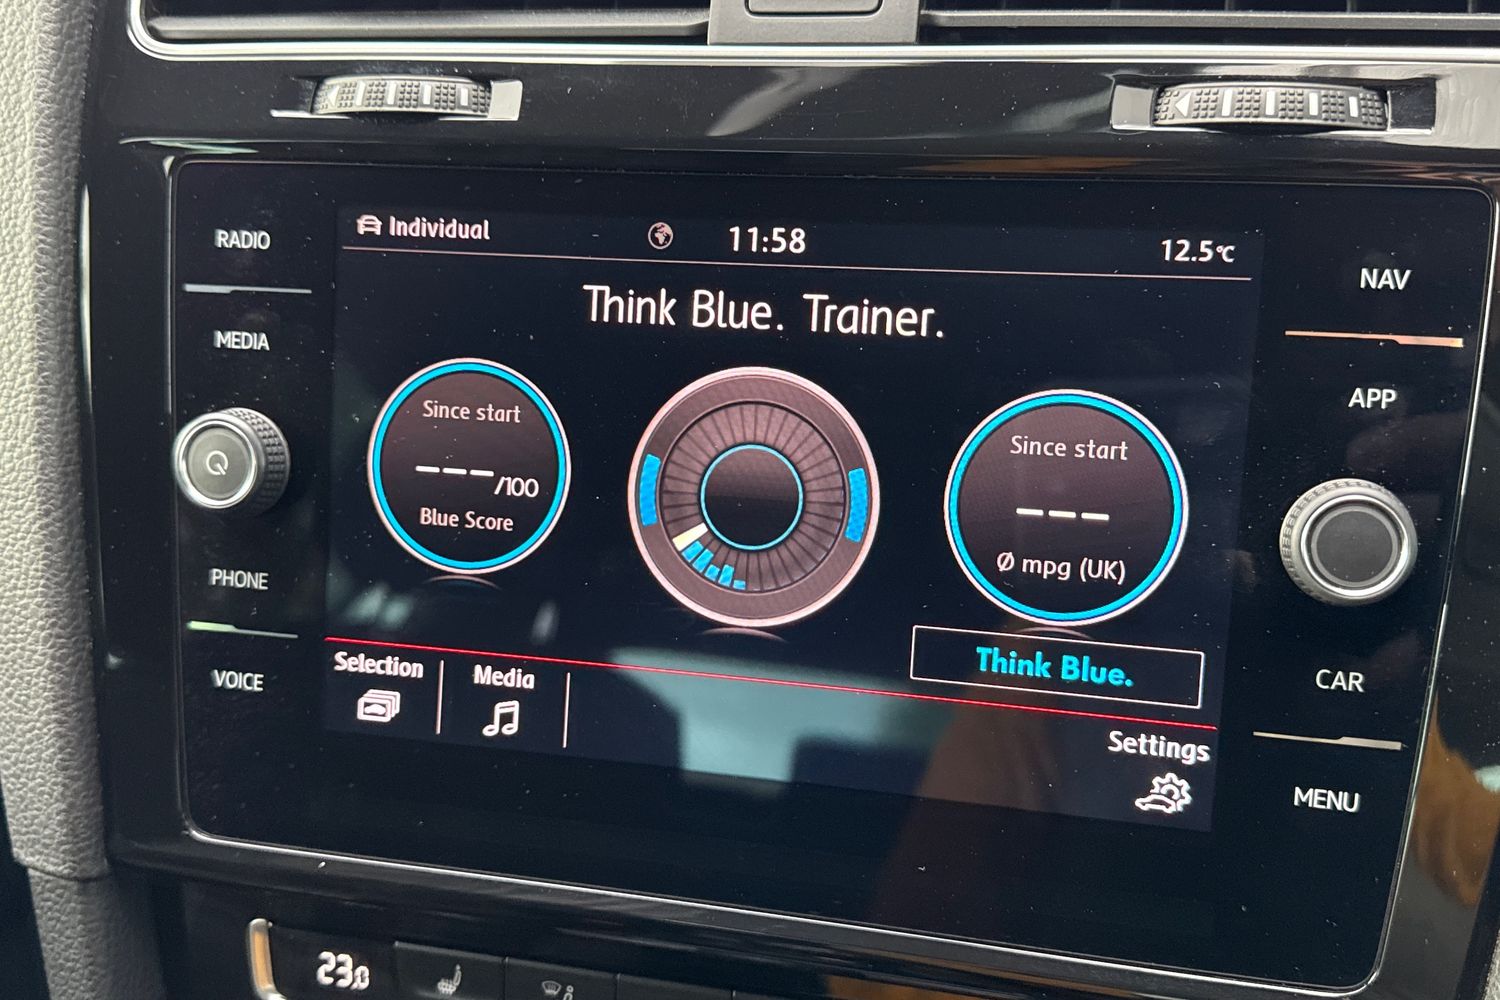 RADIO
MEDIA
PHONE
VOICE
Individual
11:58
12.5°C
Think Blue. Trainer.
Since start
---/100
Blue Score
Since start
---
Ø mpg (UK)
Think Blue.
Selection
Media
Settings
NAV
APP
CAR
MENU
23.0